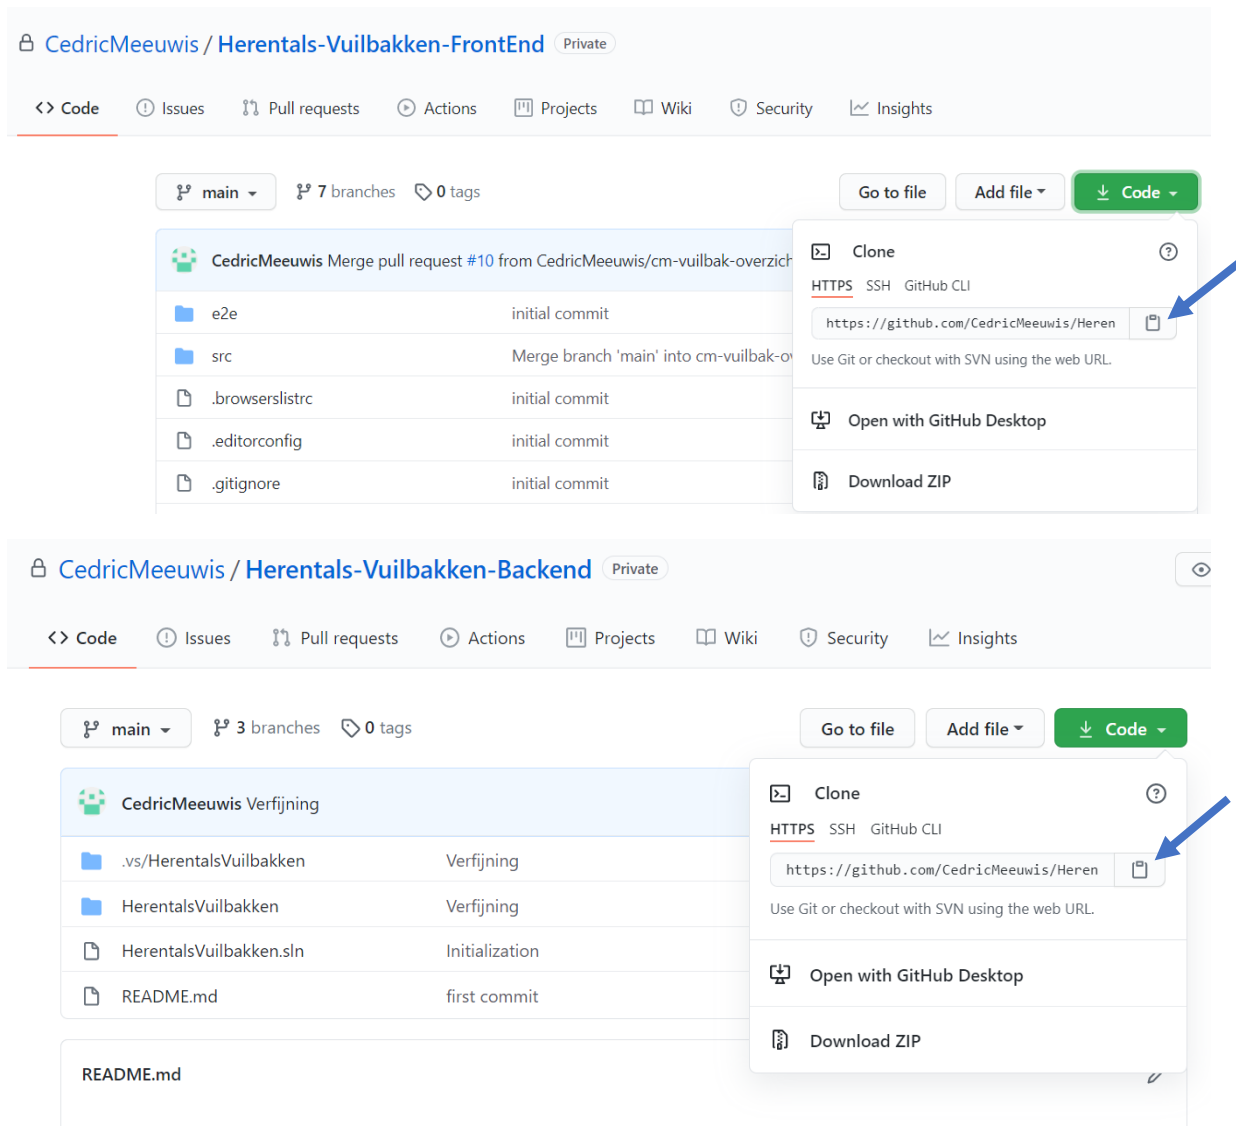 CedricMeeuwis / Herentals-Vuilbakken-FrontEnd Private
Code Issues Pull requests Actions Projects Wiki Security Insights
main 7 branches 0 tags Go to file Add file Code
CedricMeeuwis Merge pull request #10 from CedricMeeuwis/cm-vuilbak-overzich
Clone
HTTPS SSH GitHub CLI
e2e initial commit
https://github.com/CedricMeeuwis/Heren
src Merge branch 'main' into cm-vuilbak-ov
Use Git or checkout with SVN using the web URL.
.browserslistrc initial commit
Open with GitHub Desktop
.editorconfig initial commit
.gitignore initial commit
Download ZIP
CedricMeeuwis / Herentals-Vuilbakken-Backend Private
Code Issues Pull requests Actions Projects Wiki Security Insights
main 3 branches 0 tags Go to file Add file Code
CedricMeeuwis Verfijning
Clone
HTTPS SSH GitHub CLI
.vs/HerentalsVuilbakken Verfijning
https://github.com/CedricMeeuwis/Heren
HerentalsVuilbakken Verfijning
Use Git or checkout with SVN using the web URL.
HerentalsVuilbakken.sln Initialization
Open with GitHub Desktop
README.md first commit
Download ZIP
README.md